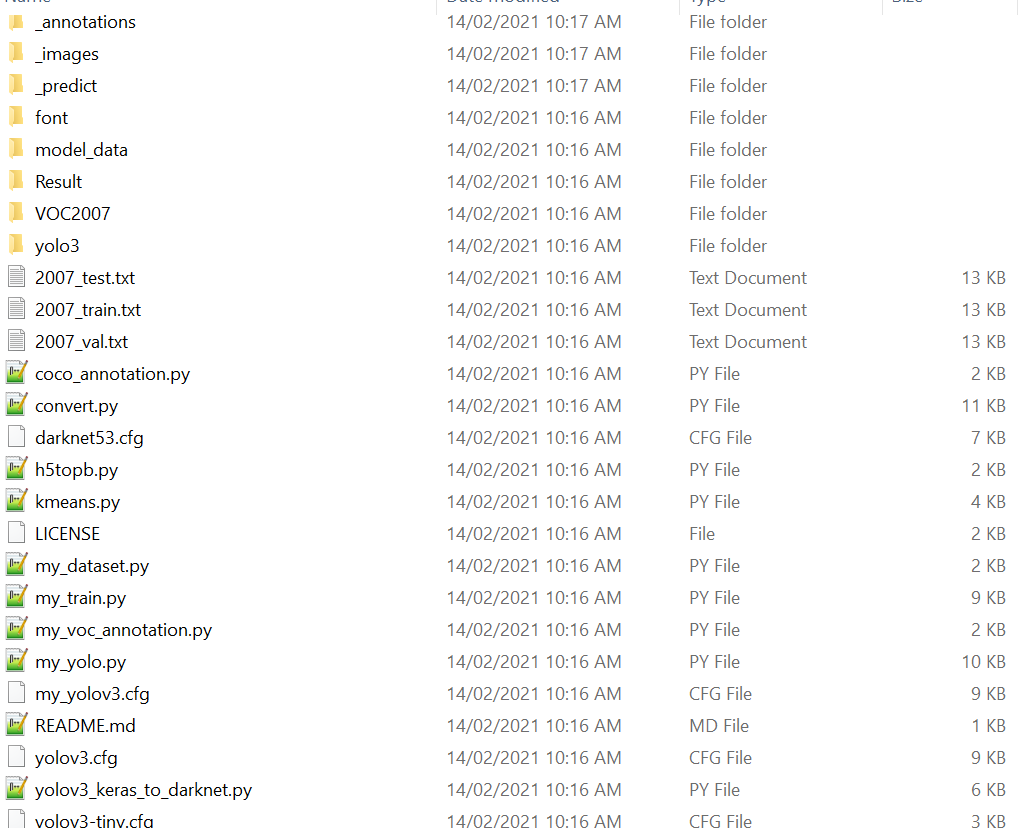 Name Date modified Type Size
_annotations 14/02/2021 10:17 AM File folder
_images 14/02/2021 10:17 AM File folder
_predict 14/02/2021 10:17 AM File folder
font 14/02/2021 10:16 AM File folder
model_data 14/02/2021 10:16 AM File folder
Result 14/02/2021 10:16 AM File folder
VOC2007 14/02/2021 10:16 AM File folder
yolo3 14/02/2021 10:16 AM File folder
2007_test.txt 14/02/2021 10:16 AM Text Document 13 KB
2007_train.txt 14/02/2021 10:16 AM Text Document 13 KB
2007_val.txt 14/02/2021 10:16 AM Text Document 13 KB
coco_annotation.py 14/02/2021 10:16 AM PY File 2 KB
convert.py 14/02/2021 10:16 AM PY File 11 KB
darknet53.cfg 14/02/2021 10:16 AM CFG File 7 KB
h5topb.py 14/02/2021 10:16 AM PY File 2 KB
kmeans.py 14/02/2021 10:16 AM PY File 4 KB
LICENSE 14/02/2021 10:16 AM File 2 KB
my_dataset.py 14/02/2021 10:16 AM PY File 2 KB
my_train.py 14/02/2021 10:16 AM PY File 9 KB
my_voc_annotation.py 14/02/2021 10:16 AM PY File 2 KB
my_yolo.py 14/02/2021 10:16 AM PY File 10 KB
my_yolov3.cfg 14/02/2021 10:16 AM CFG File 9 KB
README.md 14/02/2021 10:16 AM MD File 1 KB
yolov3.cfg 14/02/2021 10:16 AM CFG File 9 KB
yolov3_keras_to_darknet.py 14/02/2021 10:16 AM PY File 6 KB
yolov3-tiny.cfg 14/02/2021 10:16 AM CFG File 3 KB